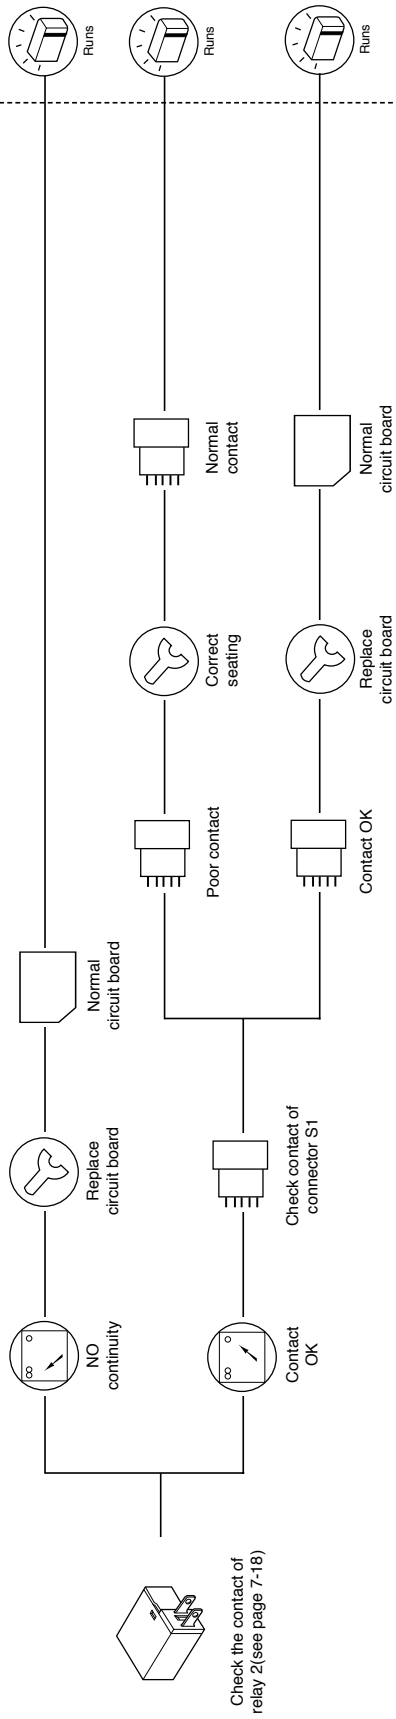 Check the contact of
relay 2(see page 7-18)
NO
continuity
Replace
circuit board
Normal
circuit board
Runs
Contact
OK
Check contact of
connector S1
Poor contact
Correct
seating
Normal
contact
Runs
Contact OK
Replace
circuit board
Normal
circuit board
Runs